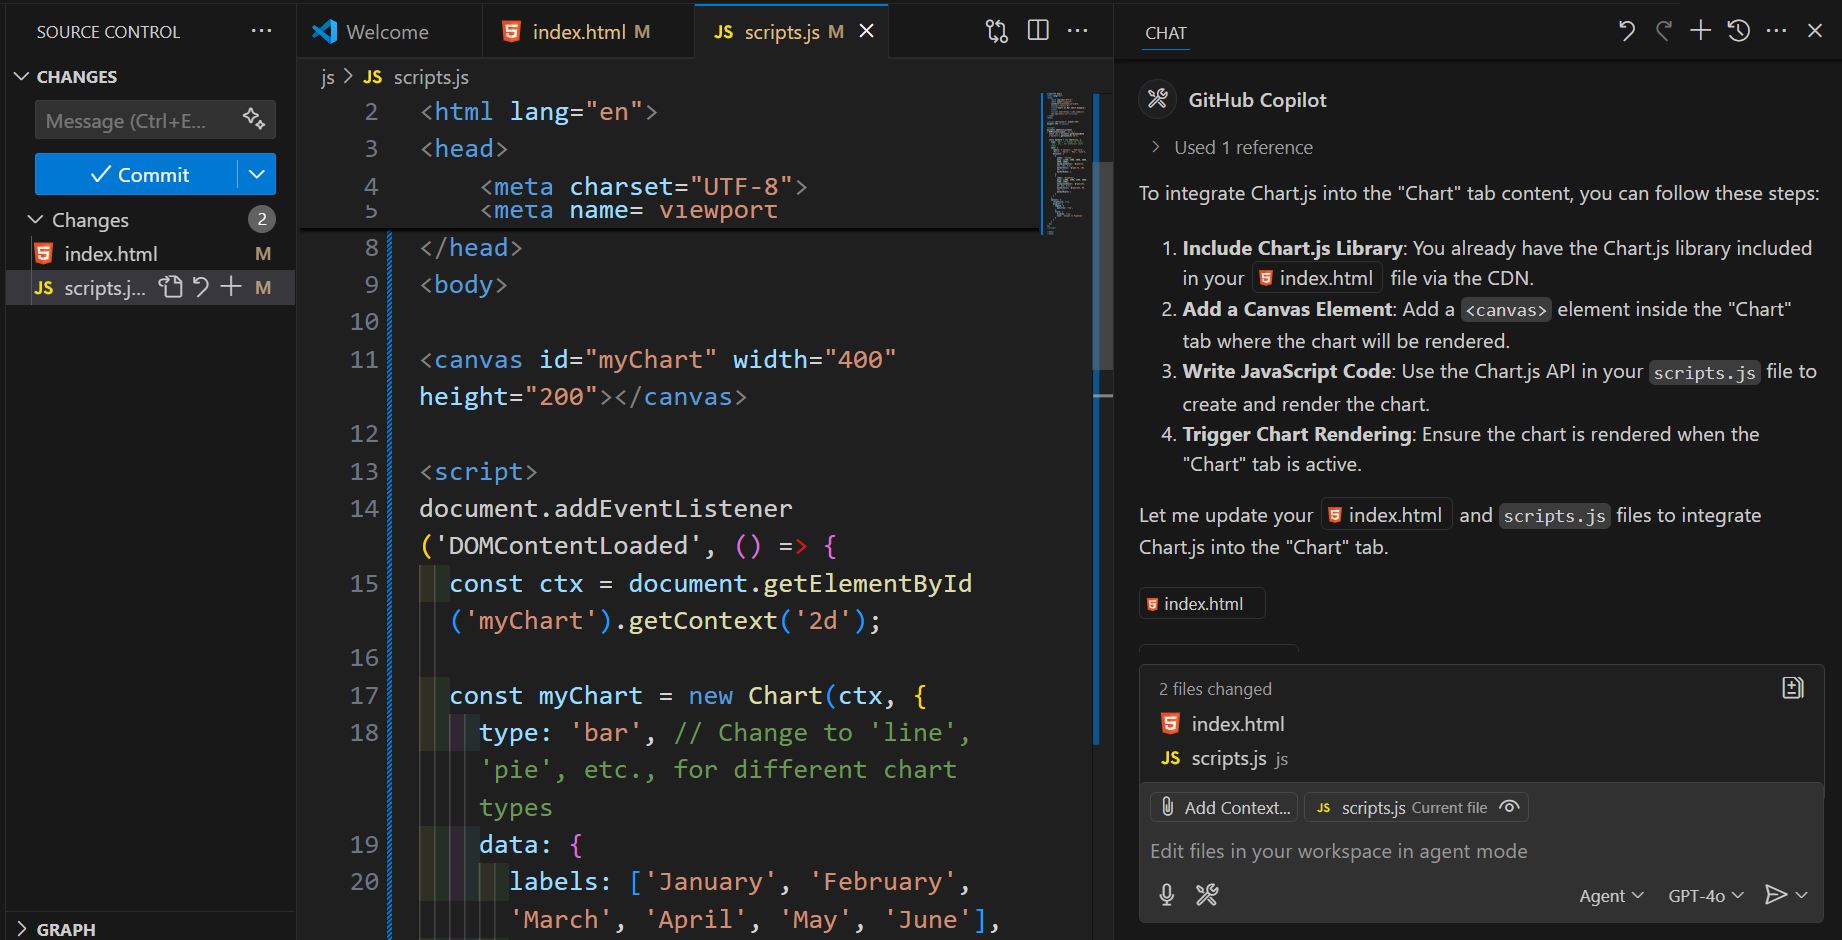 SOURCE CONTROL
CHANGES
Message (Ctrl+E...
Commit
Changes 2
index.html M
JS scripts.j... M
GRAPH
Welcome
index.html M
JS scripts.js M
js > JS scripts.js
2 <html lang="en">
3 <head>
4 <meta charset="UTF-8">
5 <meta name= viewport
8 </head>
9 <body>
10
11 <canvas id="myChart" width="400"
height="200"></canvas>
12
13 <script>
14 document.addEventListener
('DOMContentLoaded', () => {
15 const ctx = document.getElementById
('myChart').getContext('2d');
16
17 const myChart = new Chart(ctx, {
18 type: 'bar', // Change to 'line',
'pie', etc., for different chart
types
19 data: {
20 labels: ['January', 'February',
'March', 'April', 'May', 'June'],
CHAT
GitHub Copilot
Used 1 reference
To integrate Chart.js into the "Chart" tab content, you can follow these steps:
1. Include Chart.js Library: You already have the Chart.js library included
in your index.html file via the CDN.
2. Add a Canvas Element: Add a <canvas> element inside the "Chart"
tab where the chart will be rendered.
3. Write JavaScript Code: Use the Chart.js API in your scripts.js file to
create and render the chart.
4. Trigger Chart Rendering: Ensure the chart is rendered when the
"Chart" tab is active.
Let me update your index.html and scripts.js files to integrate
Chart.js into the "Chart" tab.
index.html
2 files changed
index.html
JS scripts.js js
Add Context... JS scripts.js Current file
Edit files in your workspace in agent mode
Agent GPT-4o